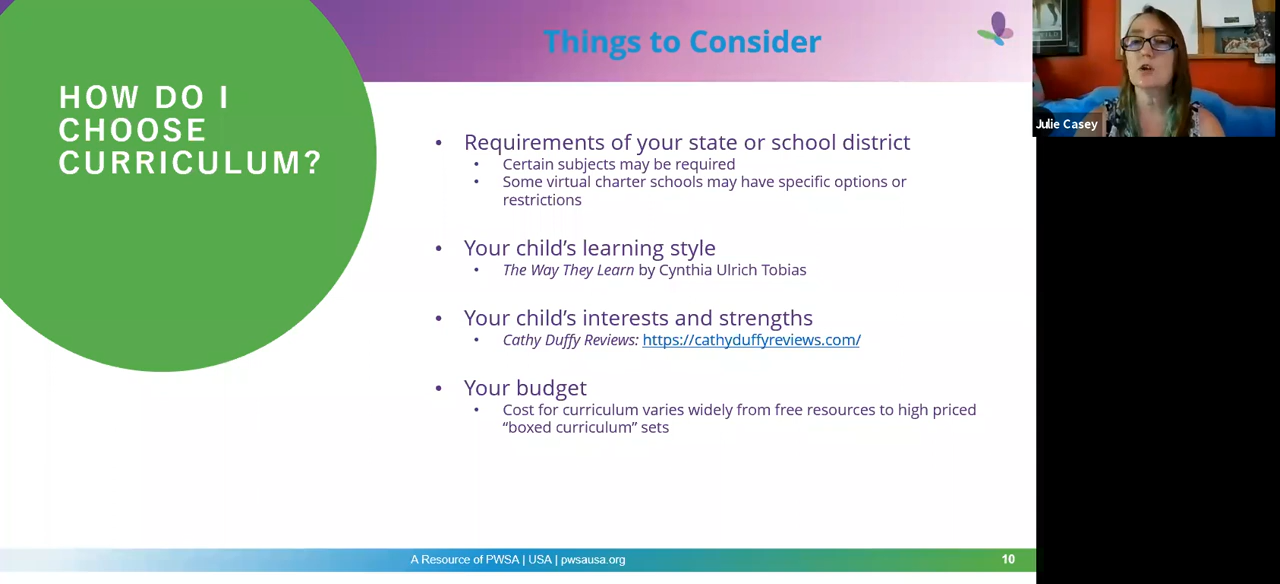 HOW DO I
CHOOSE
CURRICULUM?
Things to Consider
• Requirements of your state or school district
• Certain subjects may be required
• Some virtual charter schools may have specific options or
restrictions
• Your child’s learning style
• The Way They Learn by Cynthia Ulrich Tobias
• Your child’s interests and strengths
• Cathy Duffy Reviews: https://cathyduffyreviews.com/
• Your budget
• Cost for curriculum varies widely from free resources to high priced
“boxed curriculum” sets
A Resource of PWSA | USA | pwsausa.org
10
Julie Casey